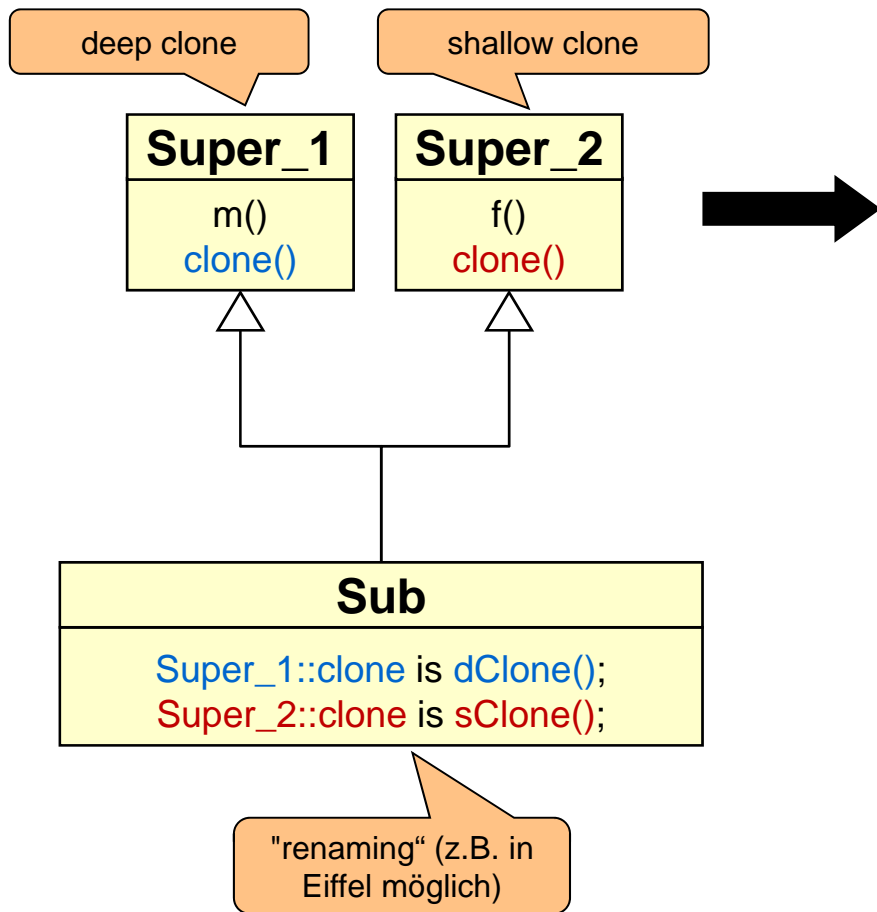 deep clone
shallow clone
Super_1
m()
clone()
Super_2
f()
clone()
Sub
Super_1::clone is dClone();
Super_2::clone is sClone();
"renaming“ (z.B. in
Eiffel möglich)